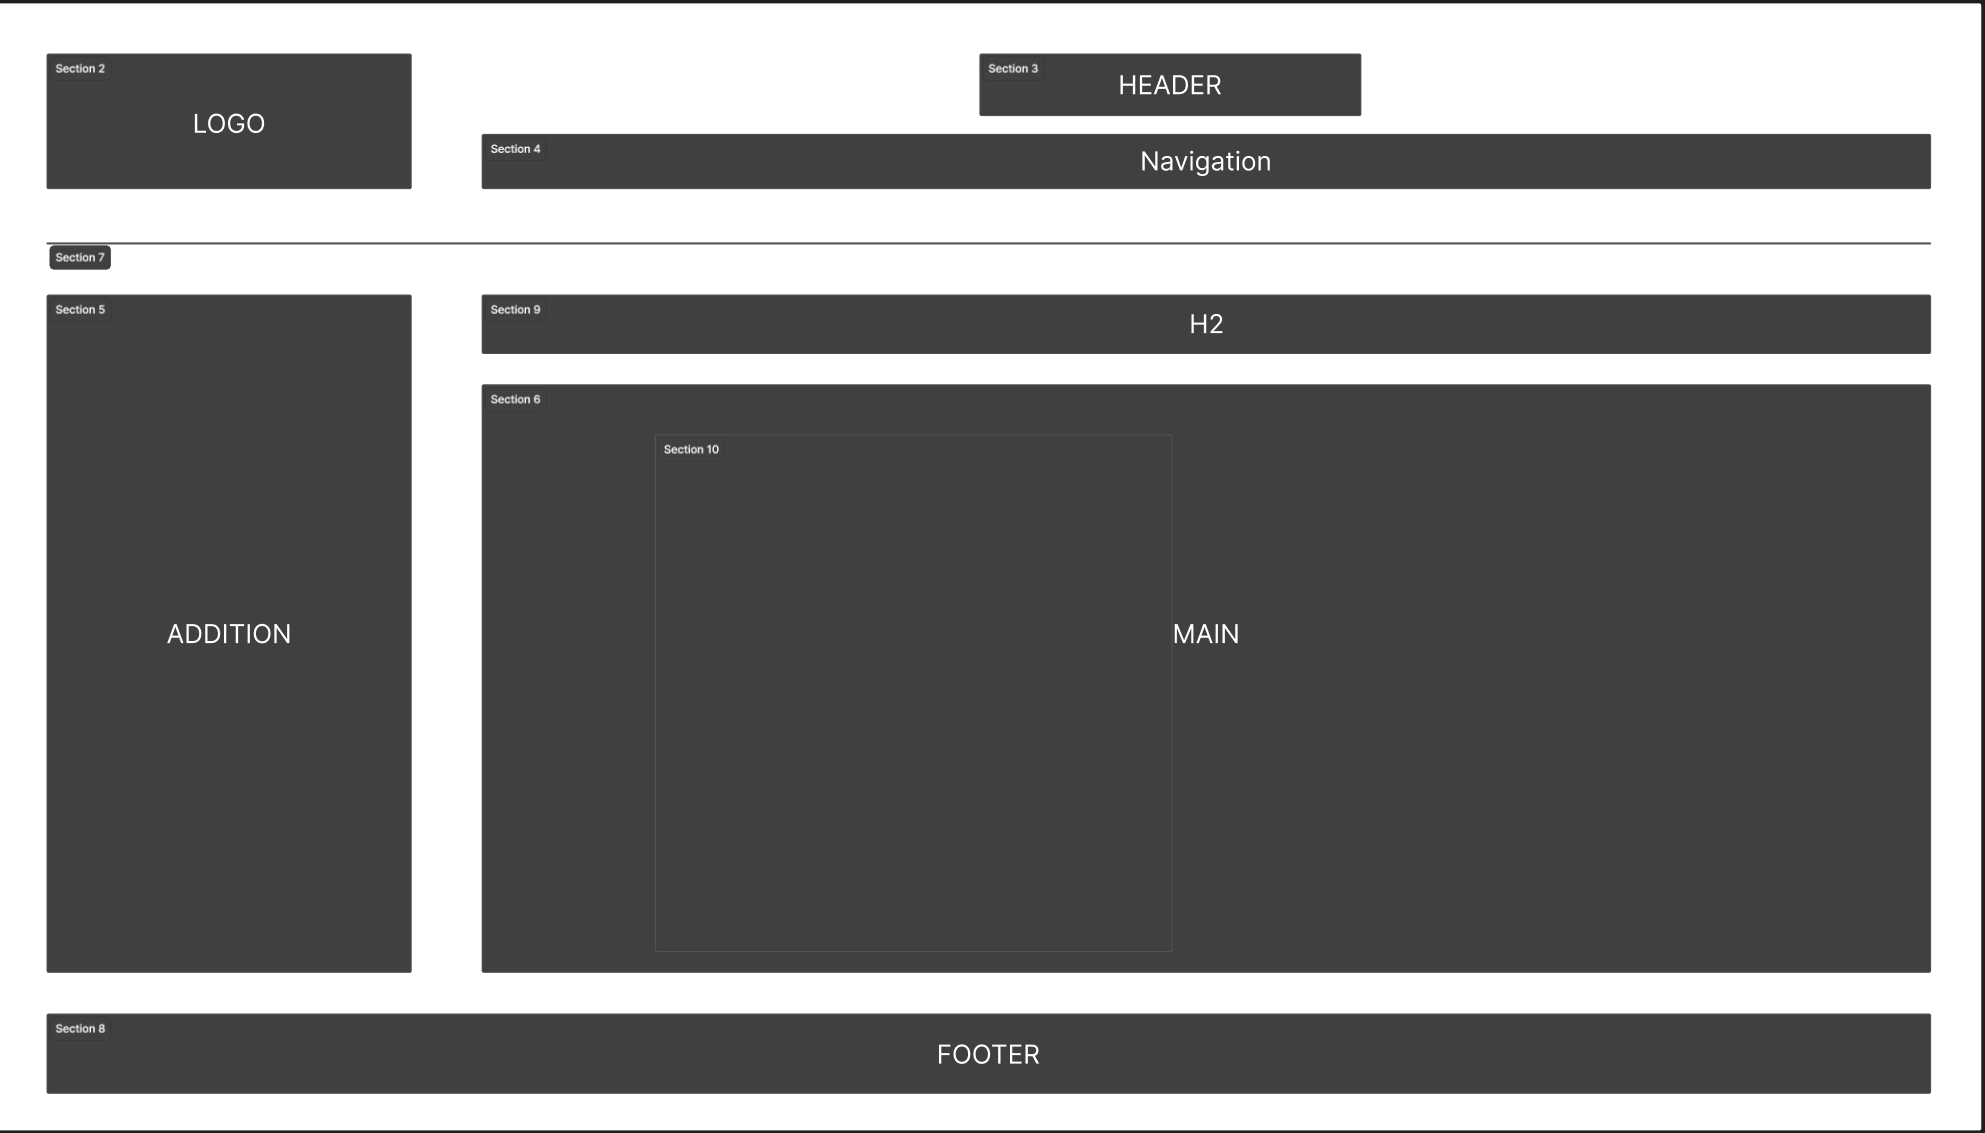 Section 2
LOGO
Section 3
HEADER
Section 4
Navigation
Section 7
Section 5
ADDITION
Section 9
H2
Section 6
Section 10
MAIN
Section 8
FOOTER